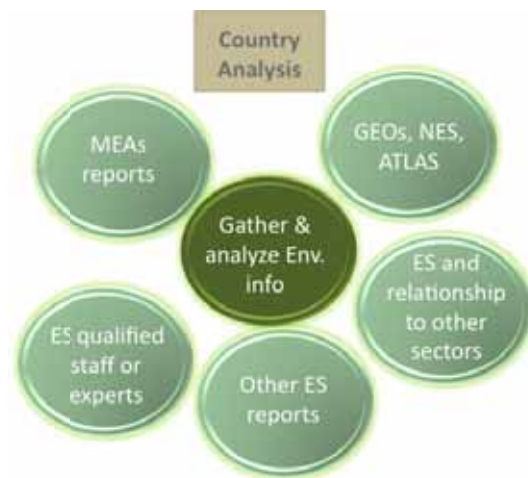 Country
Analysis
MEAs
reports
GEOs, NES,
ATLAS
Gather &
analyze Env.
info
ES and
relationship
to other
sectors
ES qualified
staff or
experts
Other ES
reports